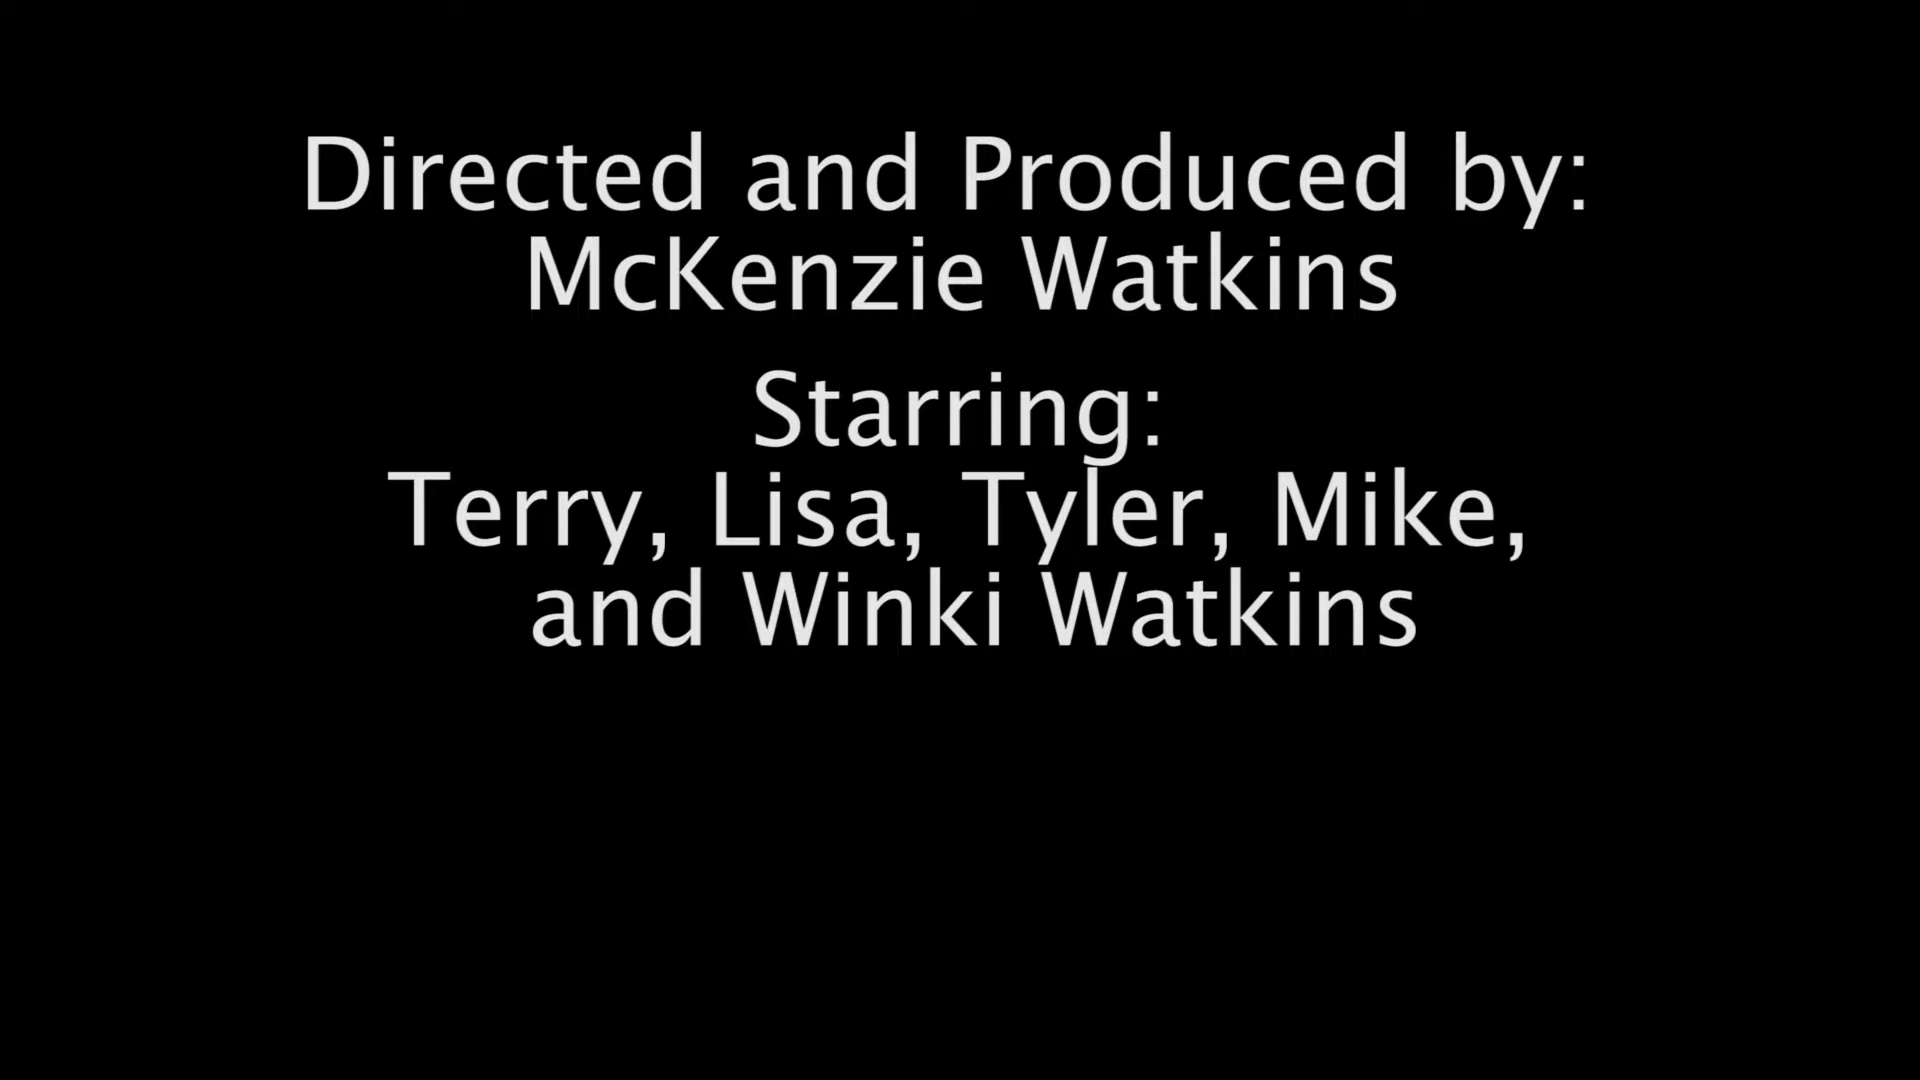 Directed and Produced by:
McKenzie Watkins
Starring:
Terry, Lisa, Tyler, Mike,
and Winki Watkins